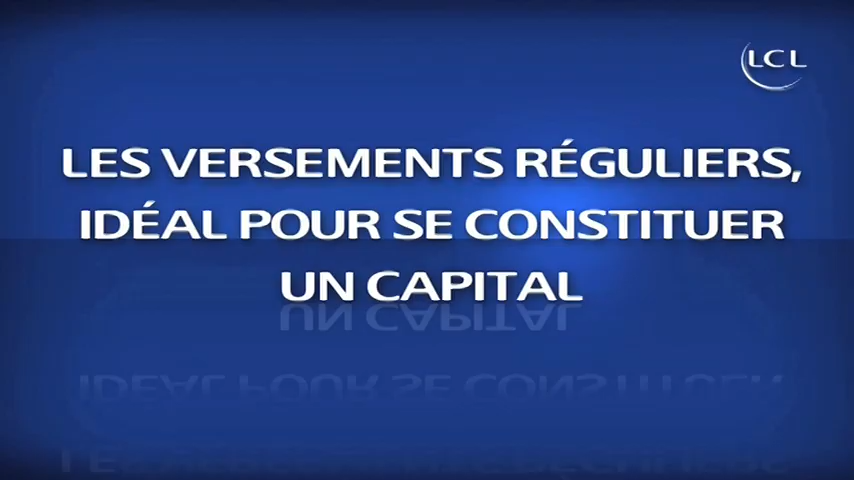 LCL
LES VERSEMENTS RÉGULIERS,
IDÉAL POUR SE CONSTITUER
UN CAPITAL